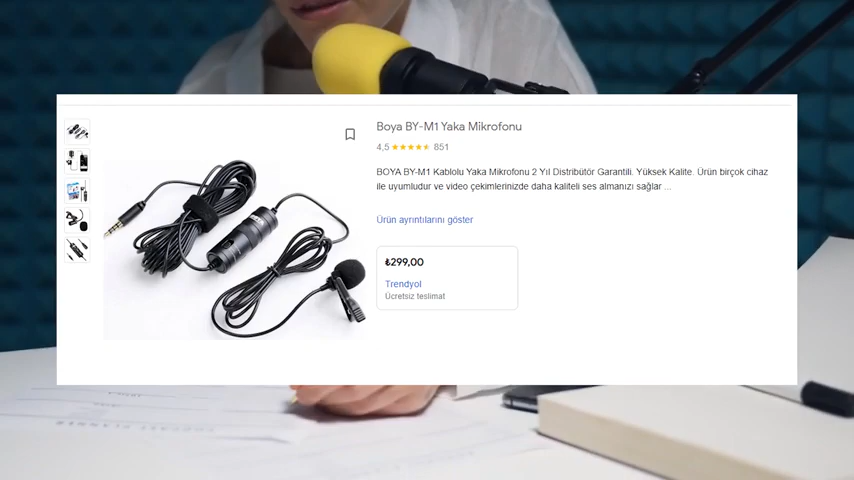 Boya BY-M1 Yaka Mikrofonu
4,5 ★★★★★ 851
BOYA BY-M1 Kablolu Yaka Mikrofonu 2 Yıl Distribütör Garantili. Yüksek Kalite. Ürün birçok cihaz
ile uyumludur ve video çekimlerinizde daha kaliteli ses almanızı sağlar ...
Ürün ayrıntılarını göster
₺299,00
Trendyol
Ücretsiz teslimat